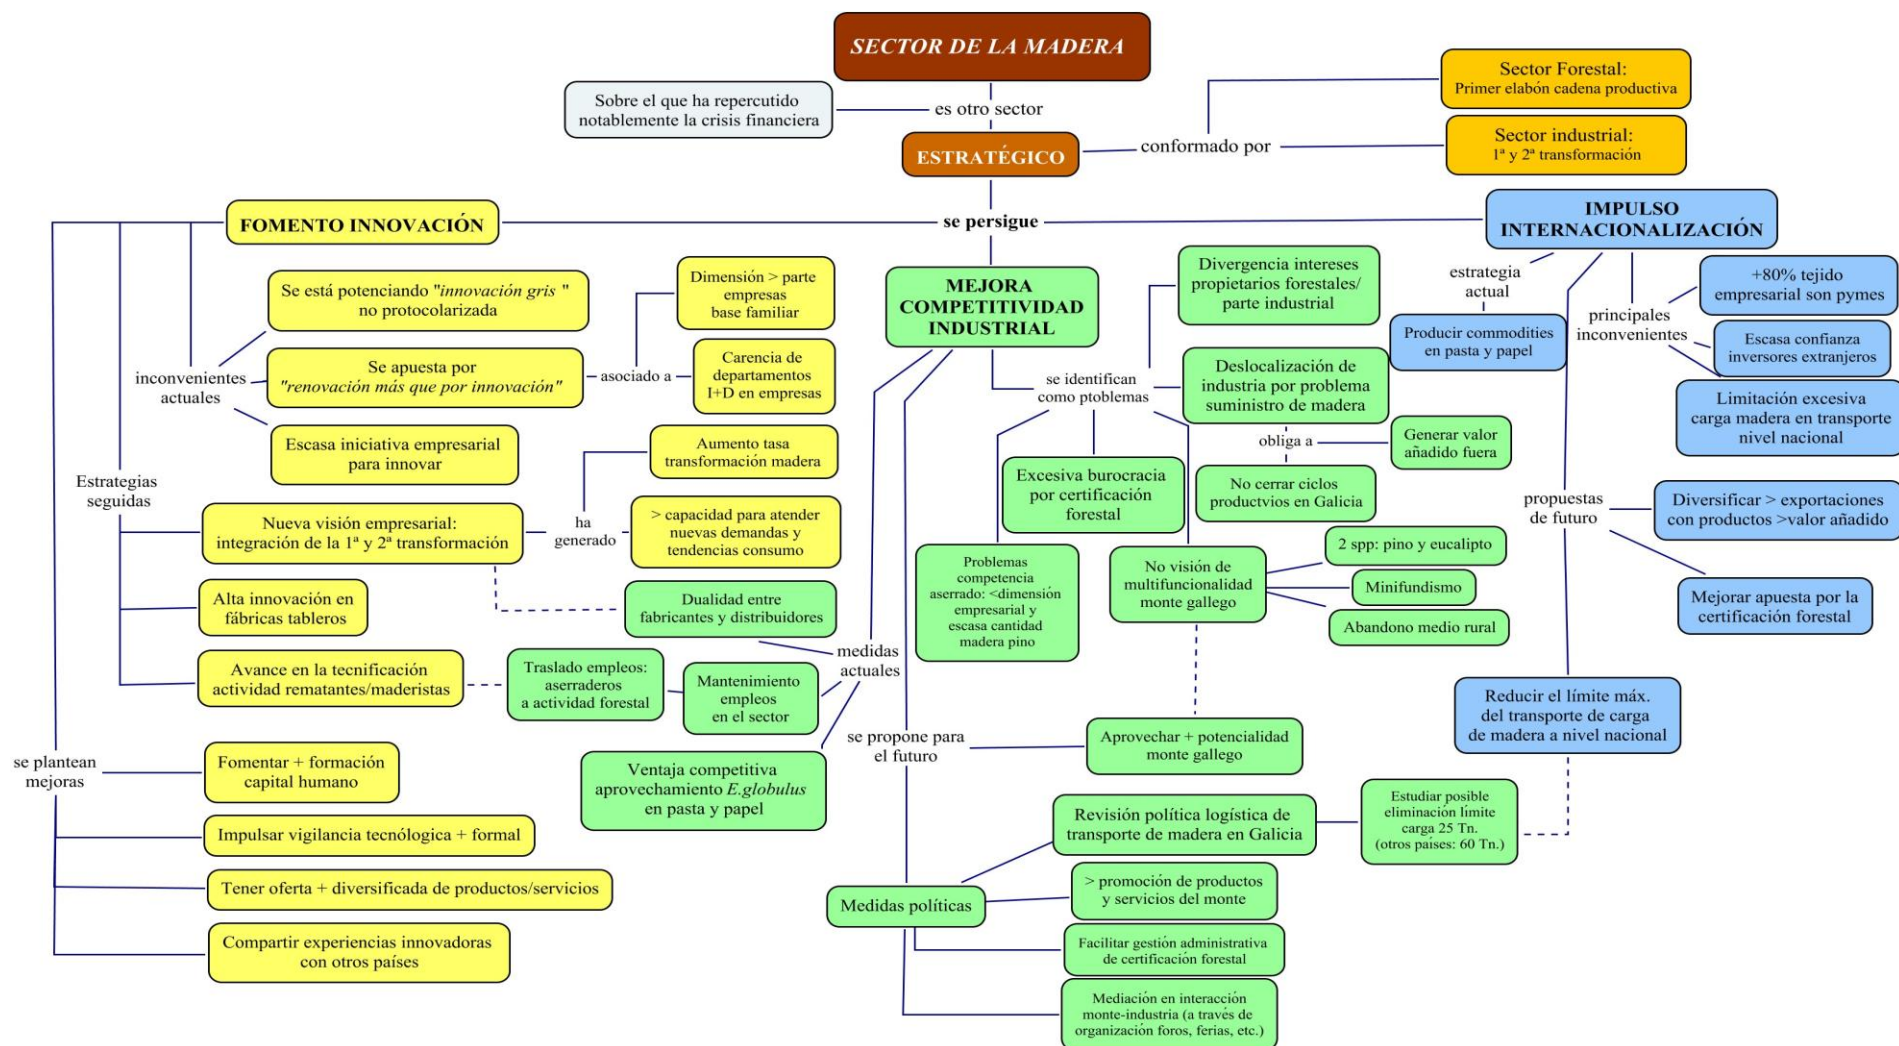 SECTOR DE LA MADERA
Sobre el que ha repercutido
notablemente la crisis financiera
es otro sector
ESTRATÉGICO
conformado por
Sector Forestal:
Primer elabón cadena productiva
Sector industrial:
1ª y 2ª transformación
se persigue
FOMENTO INNOVACIÓN
inconvenientes
actuales
Se está potenciando "innovación gris "
no protocolarizada
Se apuesta por
"renovación más que por innovación"
asociado a
Dimensión > parte
empresas
base familiar
Carencia de
departamentos
I+D en empresas
Escasa iniciativa empresarial
para innovar
Estrategias
seguidas
Nueva visión empresarial:
integración de la 1ª y 2ª transformación
ha
generado
Aumento tasa
transformación madera
> capacidad para atender
nuevas demandas y
tendencias consumo
Alta innovación en
fábricas tableros
Avance en la tecnificación
actividad rematantes/maderistas
se plantean
mejoras
Fomentar + formación
capital humano
Impulsar vigilancia tecnólogica + formal
Tener oferta + diversificada de productos/servicios
Compartir experiencias innovadoras
con otros países
MEJORA
COMPETITIVIDAD
INDUSTRIAL
medidas
actuales
Dualidad entre
fabricantes y distribuidores
Traslado empleos:
aserraderos
a actividad forestal
Mantenimiento
empleos
en el sector
Ventaja competitiva
aprovechamiento E.globulus
en pasta y papel
se identifican
como ptoblemas
Divergencia intereses
propietarios forestales/
parte industrial
Deslocalización de
industria por problema
suministro de madera
obliga a
Generar valor
añadido fuera
No cerrar ciclos
productvios en Galicia
Excesiva burocracia
por certificación
forestal
Problemas
competencia
aserrado: <dimensión
empresarial y
escasa cantidad
madera pino
No visión de
multifuncionalidad
monte gallego
2 spp: pino y eucalipto
Minifundismo
Abandono medio rural
se propone para
el futuro
Aprovechar + potencialidad
monte gallego
Medidas políticas
Revisión política logística de
transporte de madera en Galicia
Estudiar posible
eliminación límite
carga 25 Tn.
(otros países: 60 Tn.)
> promoción de productos
y servicios del monte
Facilitar gestión administrativa
de certificación forestal
Mediación en interacción
monte-industria (a través de
organización foros, ferias, etc.)
IMPULSO
INTERNACIONALIZACIÓN
estrategia
actual
Producir commodities
en pasta y papel
principales
inconvenientes
+80% tejido
empresarial son pymes
Escasa confianza
inversores extranjeros
Limitación excesiva
carga madera en transporte
nivel nacional
propuestas
de futuro
Diversificar > exportaciones
con productos >valor añadido
Mejorar apuesta por la
certificación forestal
Reducir el límite máx.
del transporte de carga
de madera a nivel nacional